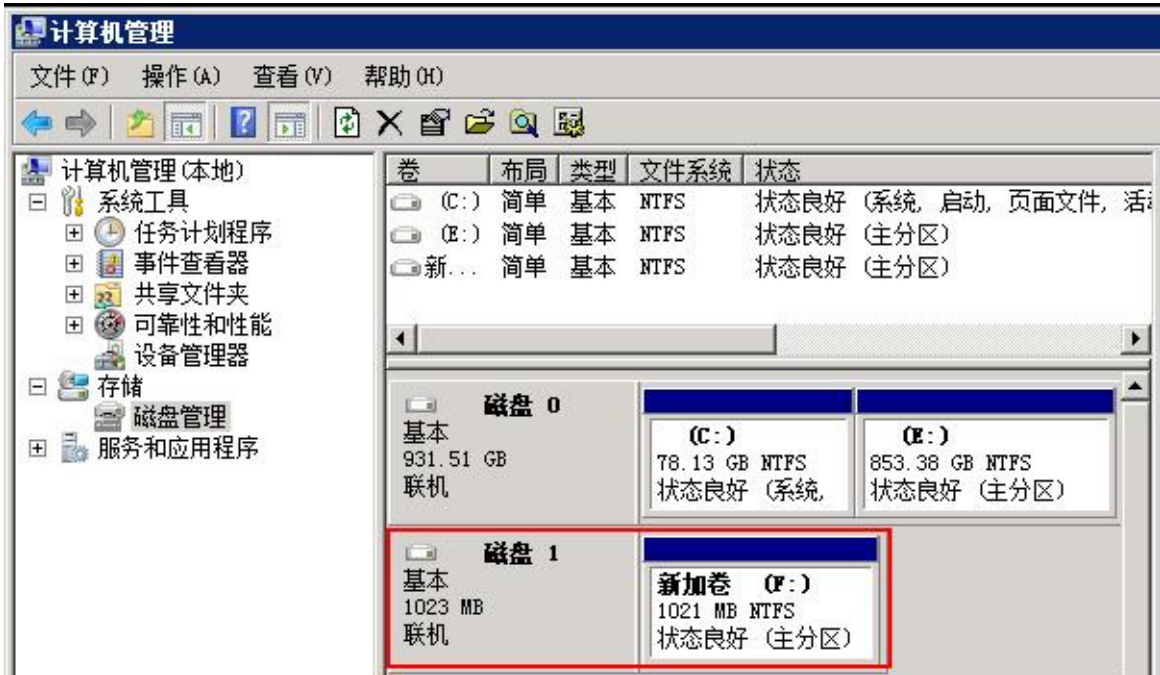 计算机管理
文件(F) 操作(A) 查看(V) 帮助(H)
计算机管理(本地)
系统工具
任务计划程序
事件查看器
共享文件夹
可靠性和性能
设备管理器
存储
磁盘管理
服务和应用程序
卷 布局 类型 文件系统 状态
(C:) 简单 基本 NTFS 状态良好 (系统, 启动, 页面文件, 活
(E:) 简单 基本 NTFS 状态良好 (主分区)
新... 简单 基本 NTFS 状态良好 (主分区)
磁盘 0
基本
931.51 GB
联机
(C:)
78.13 GB NTFS
状态良好 (系统,
(E:)
853.38 GB NTFS
状态良好 (主分区)
磁盘 1
基本
1023 MB
联机
新加卷 (F:)
1021 MB NTFS
状态良好 (主分区)